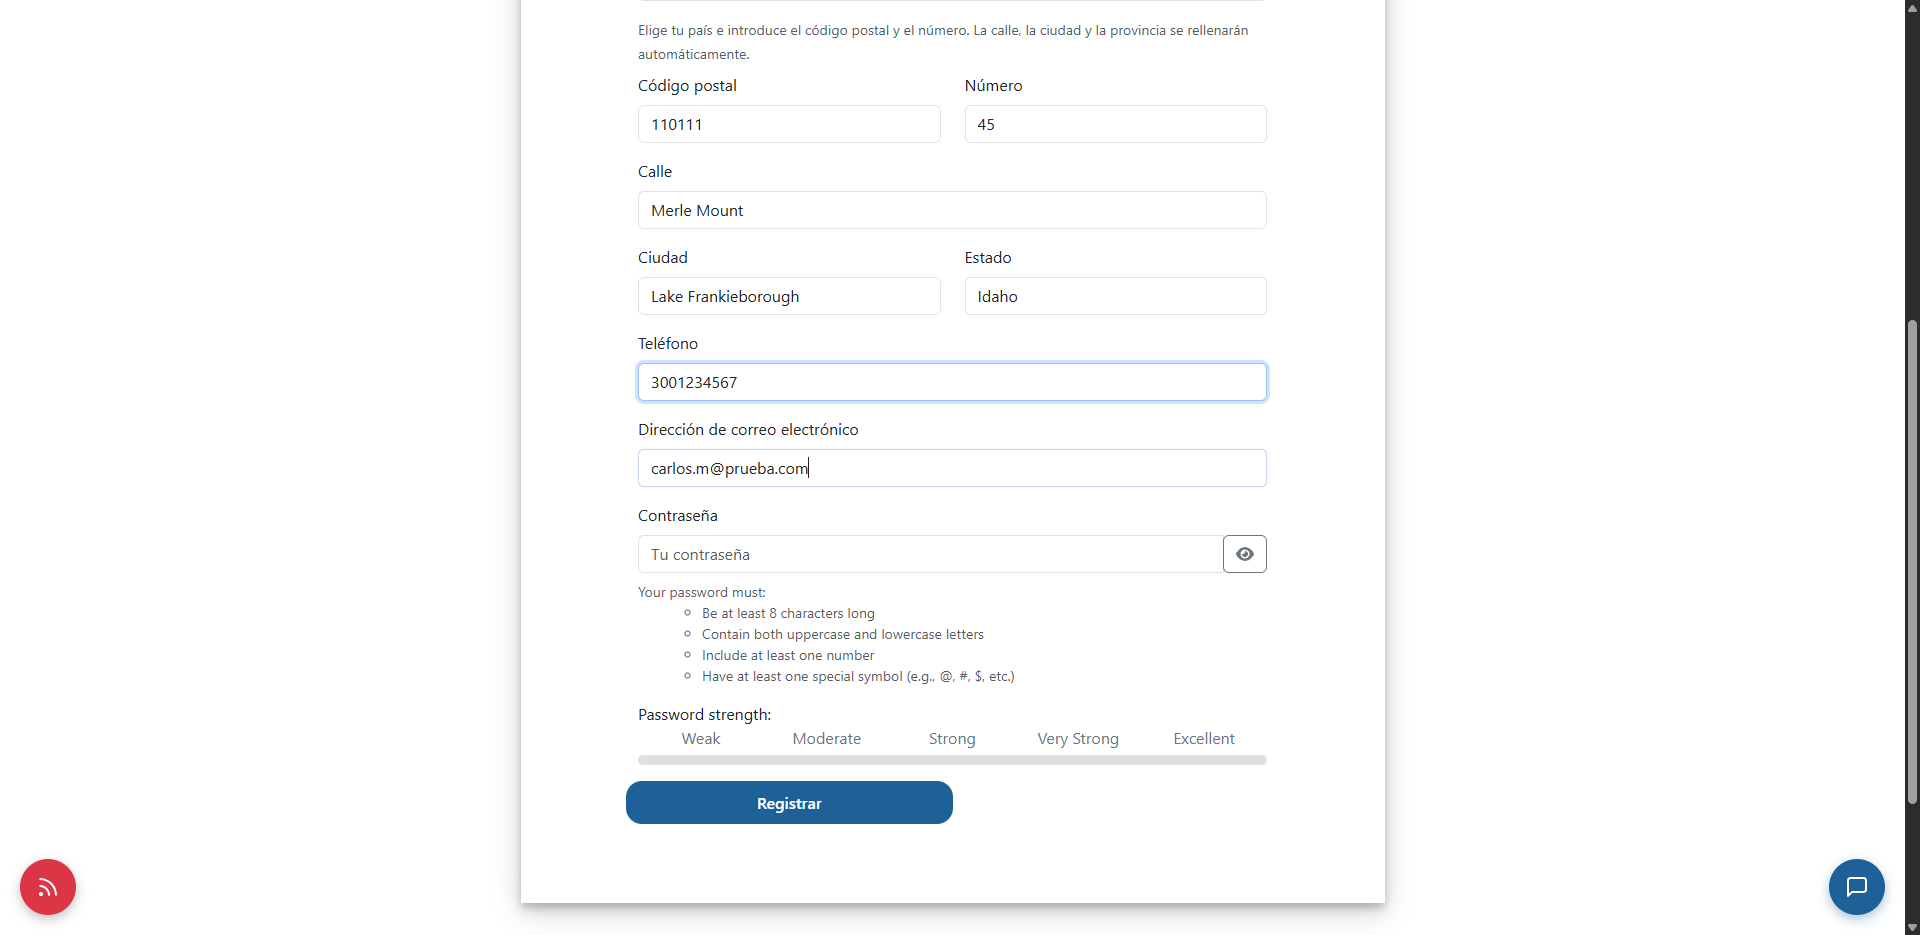 Elige tu país e introduce el código postal y el número. La calle, la ciudad y la provincia se rellenarán
automáticamente.
Código postal
Número
110111
45
Calle
Merle Mount
Ciudad
Estado
Lake Frankieborough
Idaho
Teléfono
3001234567
Dirección de correo electrónico
carlos.m@prueba.com
Contraseña
Tu contraseña
Your password must:
Be at least 8 characters long
Contain both uppercase and lowercase letters
Include at least one number
Have at least one special symbol (e.g., @, #, $, etc.)
Password strength:
Weak Moderate Strong Very Strong Excellent
Registrar